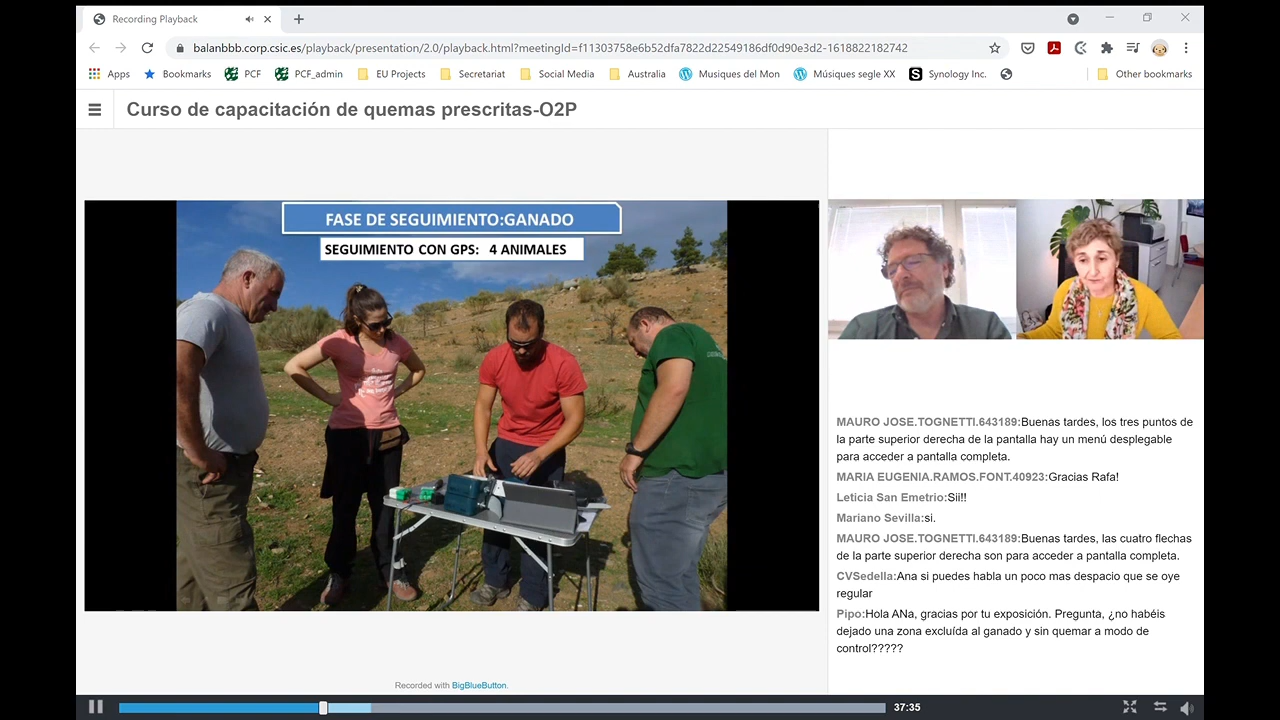 Recording Playback
balanbbb.corp.csic.es/playback/presentation/2.0/playback.html?meetingId=f11303758e6b52dfa7822d22549186df0d90e3d2-1618822182742
Apps Bookmarks PCF PCF_admin EU Projects Secretariat Social Media Australia Musiques del Mon Músiques segle XX Synology Inc. Other bookmarks
Curso de capacitación de quemas prescritas-O2P
FASE DE SEGUIMIENTO:GANADO
SEGUIMIENTO CON GPS: 4 ANIMALES
MAURO JOSE.TOGNETTI.643189:Buenas tardes, los tres puntos de
la parte superior derecha de la pantalla hay un menú desplegable
para acceder a pantalla completa.
MARIA EUGENIA.RAMOS.FONT.40923:Gracias Rafa!
Leticia San Emetrio:Sii!!
Mariano Sevilla:si.
MAURO JOSE.TOGNETTI.643189:Buenas tardes, las cuatro flechas
de la parte superior derecha son para acceder a pantalla completa.
CVSedella:Ana si puedes habla un poco mas despacio que se oye
regular
Pipo:Hola ANa, gracias por tu exposición. Pregunta, ¿no habéis
dejado una zona excluída al ganado y sin quemar a modo de
control?????
Recorded with BigBlueButton.
37:35